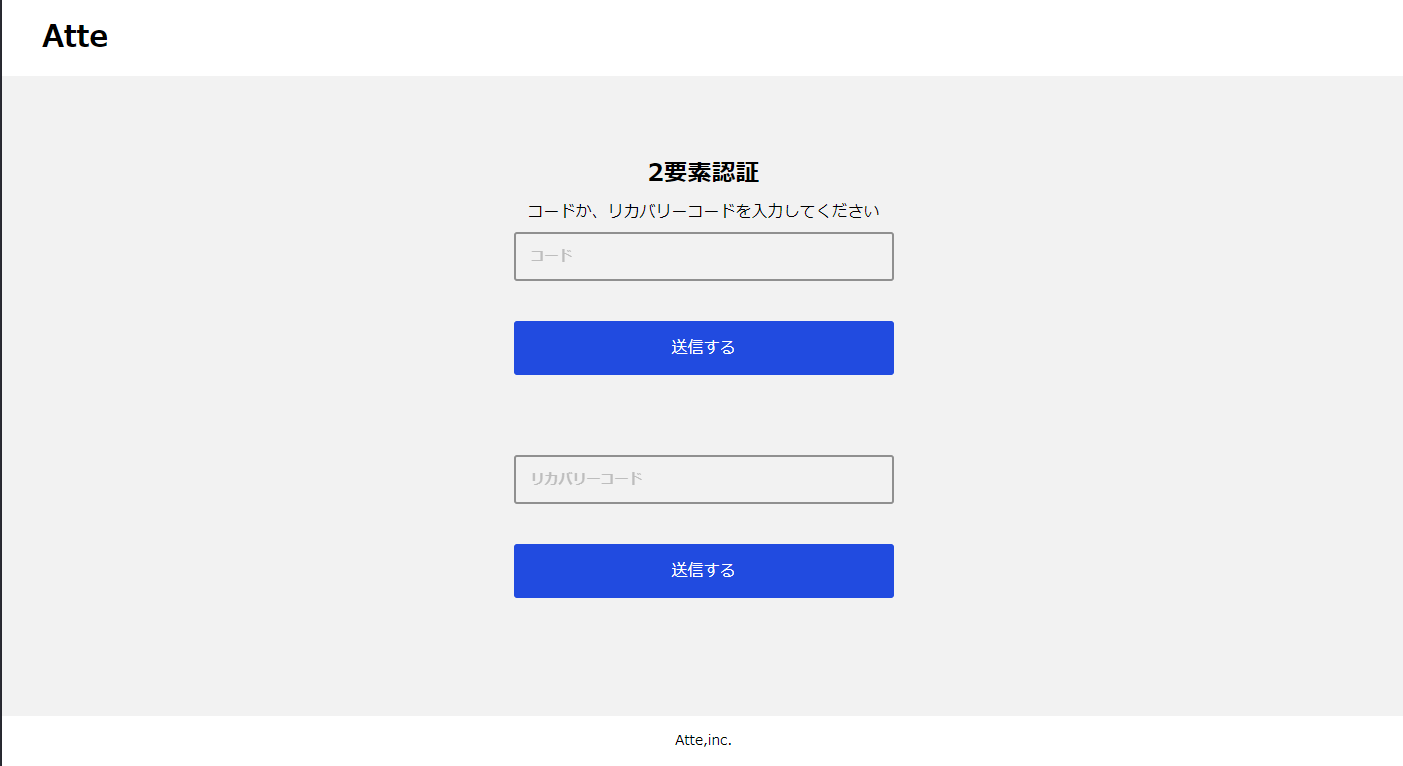 Atte
2要素認証
コードか、リカバリーコードを入力してください
コード
送信する
リカバリーコード
送信する
Atte,inc.